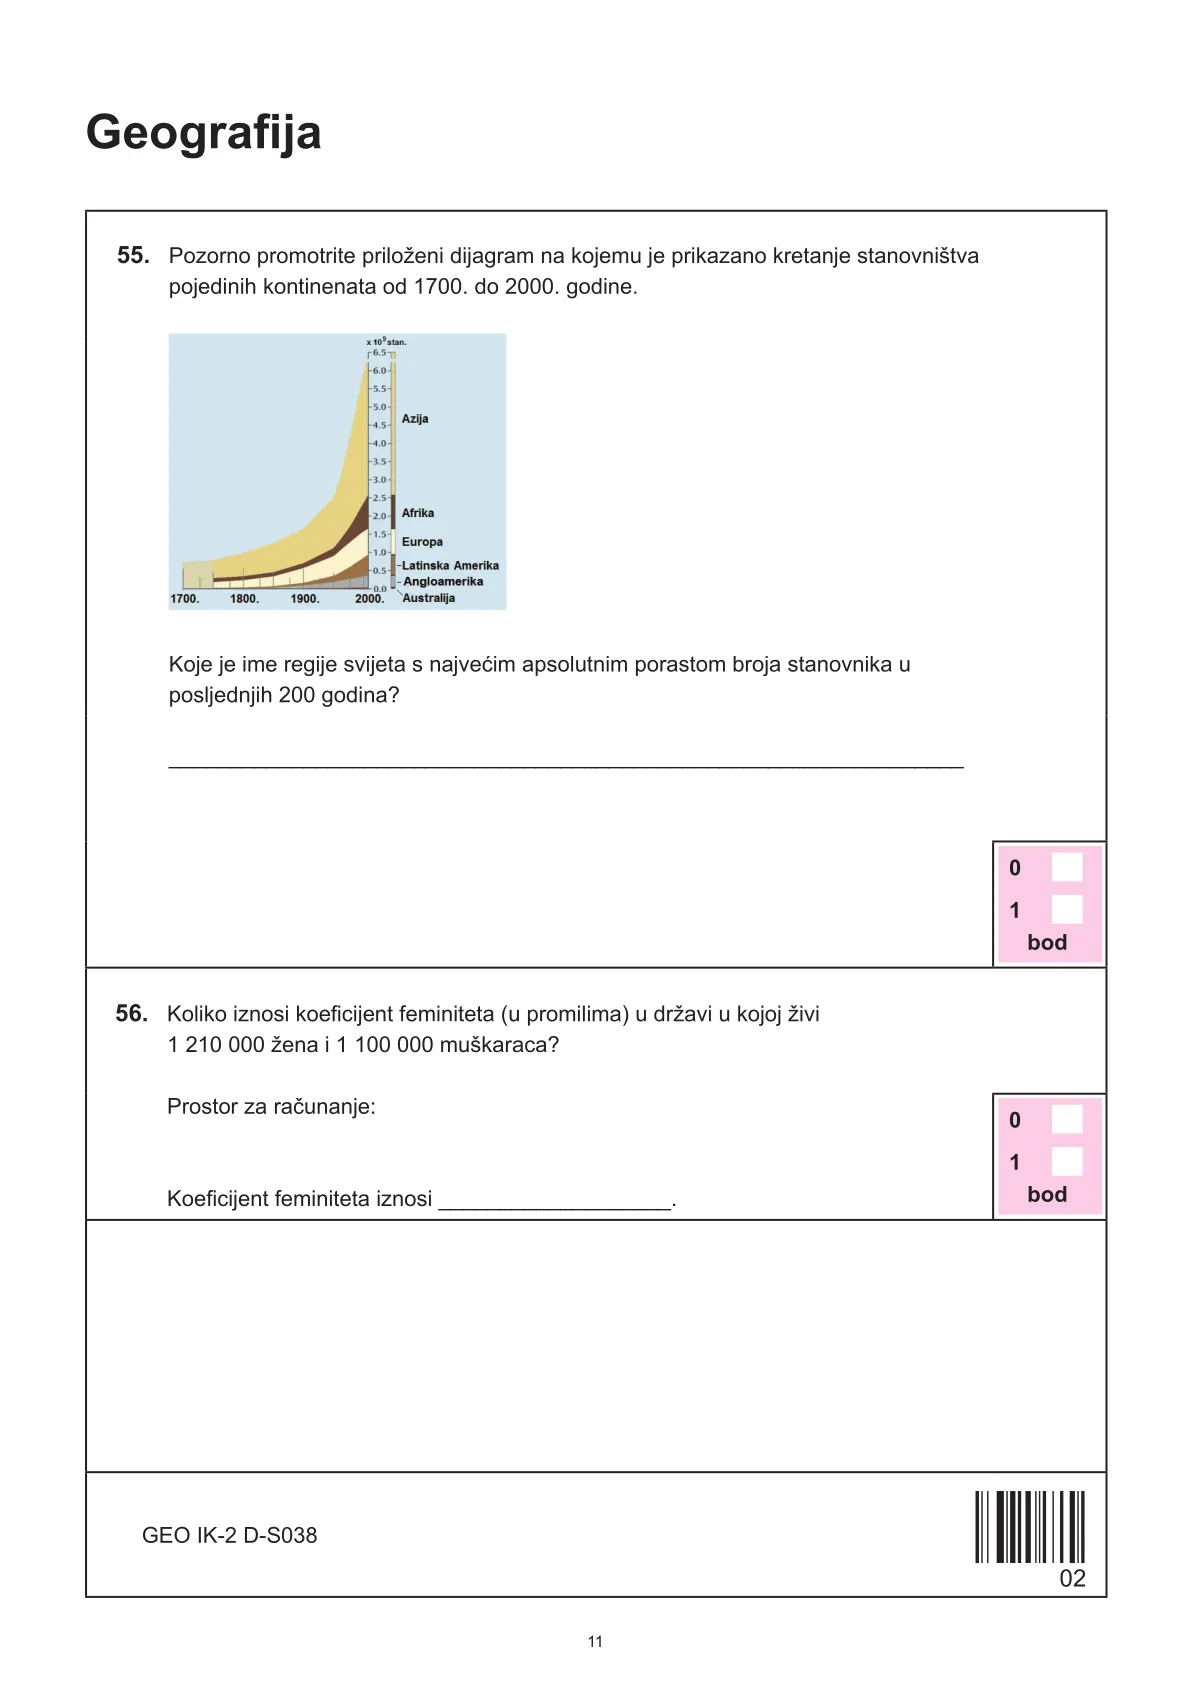 Geografija
55. Pozorno promotrite priloženi dijagram na kojemu je prikazano kretanje stanovništva
pojedinih kontinenata od 1700. do 2000. godine.
x 10⁹ stan.
6.5
6.0
5.5
5.0
4.5
4.0
3.5
3.0
2.5
2.0
1.5
1.0
0.5
0.0
Azija
Afrika
Europa
Latinska Amerika
Angloamerika
Australija
1700. 1800. 1900. 2000.
Koje je ime regije svijeta s najvećim apsolutnim porastom broja stanovnika u
posljednjih 200 godina?
0
1
bod
56. Koliko iznosi koeficijent feminiteta (u promilima) u državi u kojoj živi
1 210 000 žena i 1 100 000 muškaraca?
Prostor za računanje:
Koeficijent feminiteta iznosi ___________________.
0
1
bod
GEO IK-2 D-S038
02
11